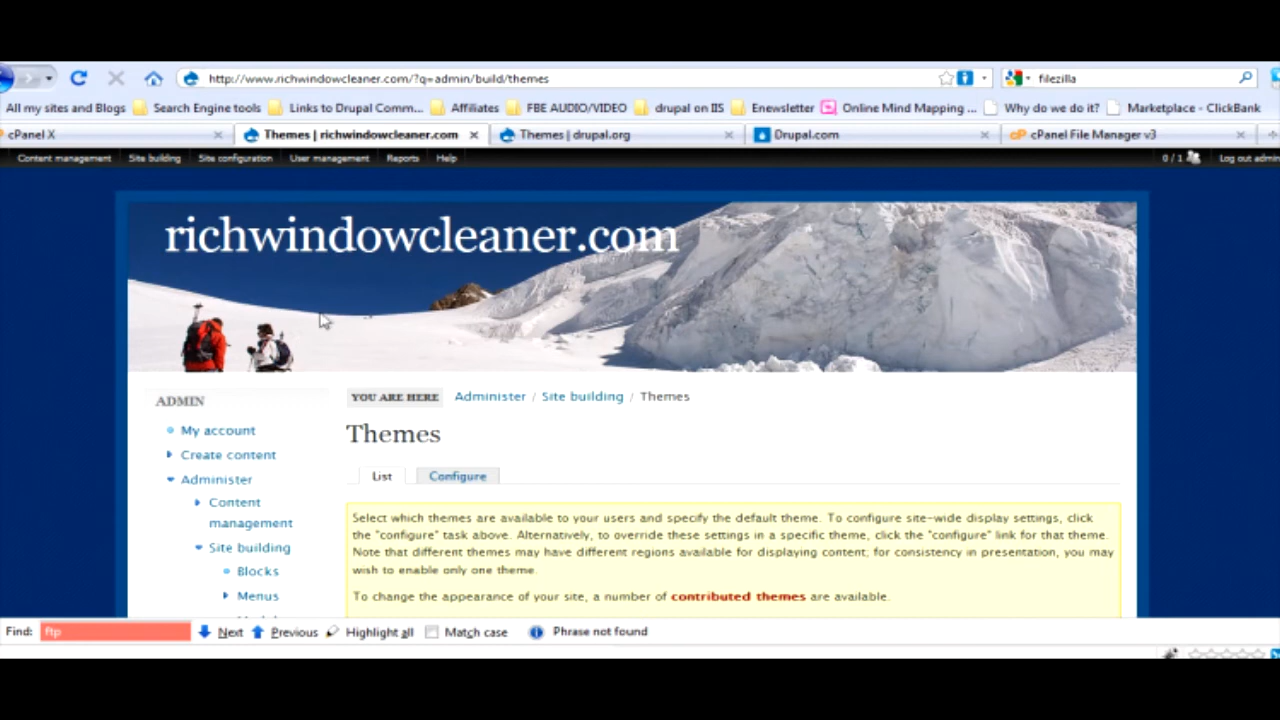 http://www.richwindowcleaner.com/?q=admin/build/themes
filezilla
All my sites and Blogs Search Engine tools Links to Drupal Comm... Affiliates FBE AUDIO/VIDEO drupal on IIS Enewsletter Online Mind Mapping ... Why do we do it? Marketplace - ClickBank
cPanel X Themes | richwindowcleaner.com Themes | drupal.org Drupal.com cPanel File Manager v3
Content management Site building Site configuration User management Reports Help 0 / 1 Log out admin
richwindowcleaner.com
ADMIN
My account
Create content
Administer
Content
management
Site building
Blocks
Menus
YOU ARE HERE Administer / Site building / Themes
Themes
List Configure
Select which themes are available to your users and specify the default theme. To configure site-wide display settings, click
the "configure" task above. Alternatively, to override these settings in a specific theme, click the "configure" link for that theme.
Note that different themes may have different regions available for displaying content; for consistency in presentation, you may
wish to enable only one theme.
To change the appearance of your site, a number of contributed themes are available.
Find: ftp Next Previous Highlight all Match case Phrase not found